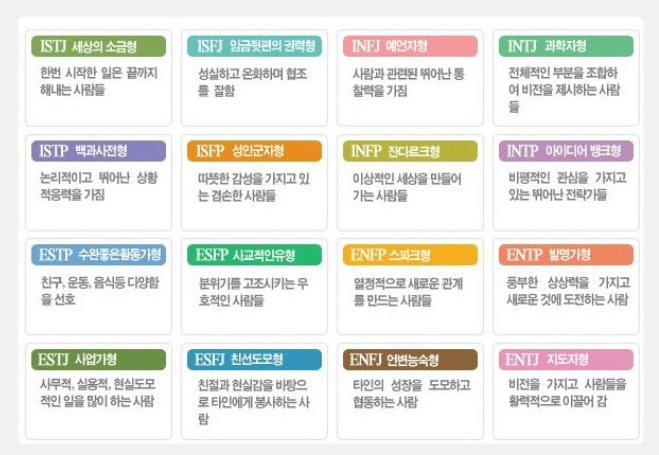 ISTJ 세상의 소금형
한번 시작한 일은 끝까지
해내는 사람들
ISFJ 임금뒷편의 권력형
성실하고 온화하며 협조
를 잘함
INFJ 예언자형
사람과 관련된 뛰어난 통
찰력을 가짐
INTJ 과학자형
전체적인 부분을 조합하
여 비전을 제시하는 사람
들
ISTP 백과사전형
논리적이고 뛰어난 상황
적응력을 가짐
ISFP 성인군자형
따뜻한 감성을 가지고 있
는 겸손한 사람들
INFP 잔다르크형
이상적인 세상을 만들어
가는 사람들
INTP 아이디어 뱅크형
비평적인 관심을 가지고
있는 뛰어난 전략가들
ESTP 수완좋은활동가형
친구, 운동, 음식등 다양함
을 선호
ESFP 사교적인유형
분위기를 고조시키는 우
호적인 사람들
ENFP 스파크형
열정적으로 새로운 관계
를 만드는 사람들
ENTP 발명가형
풍부한 상상력을 가지고
새로운 것에 도전하는 사람
ESTJ 사업가형
사무적, 실용적, 현실도모
적인 일을 많이 하는 사람
ESFJ 친선도모형
친절과 현실감을 바탕으
로 타인에게 봉사하는 사
람
ENFJ 언변능숙형
타인의 성장을 도모하고
협동하는 사람
ENTJ 지도자형
비전을 가지고 사람들을
활력적으로 이끌어 감